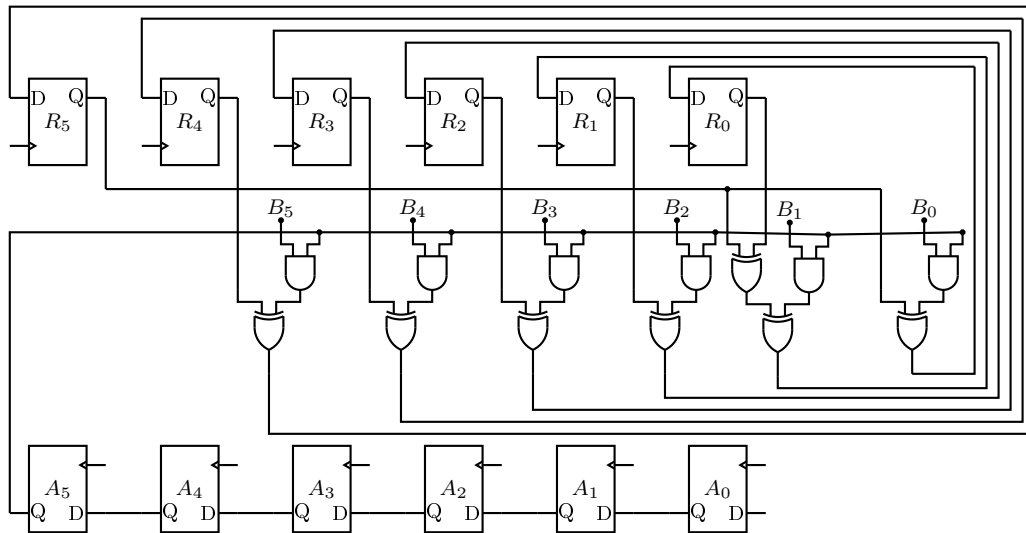 D Q D Q D Q D Q D Q D Q
R₅ R₄ R₃ R₂ R₁ R₀
B₅ B₄ B₃ B₂ B₁ B₀
A₅ A₄ A₃ A₂ A₁ A₀
Q D Q D Q D Q D Q D Q D